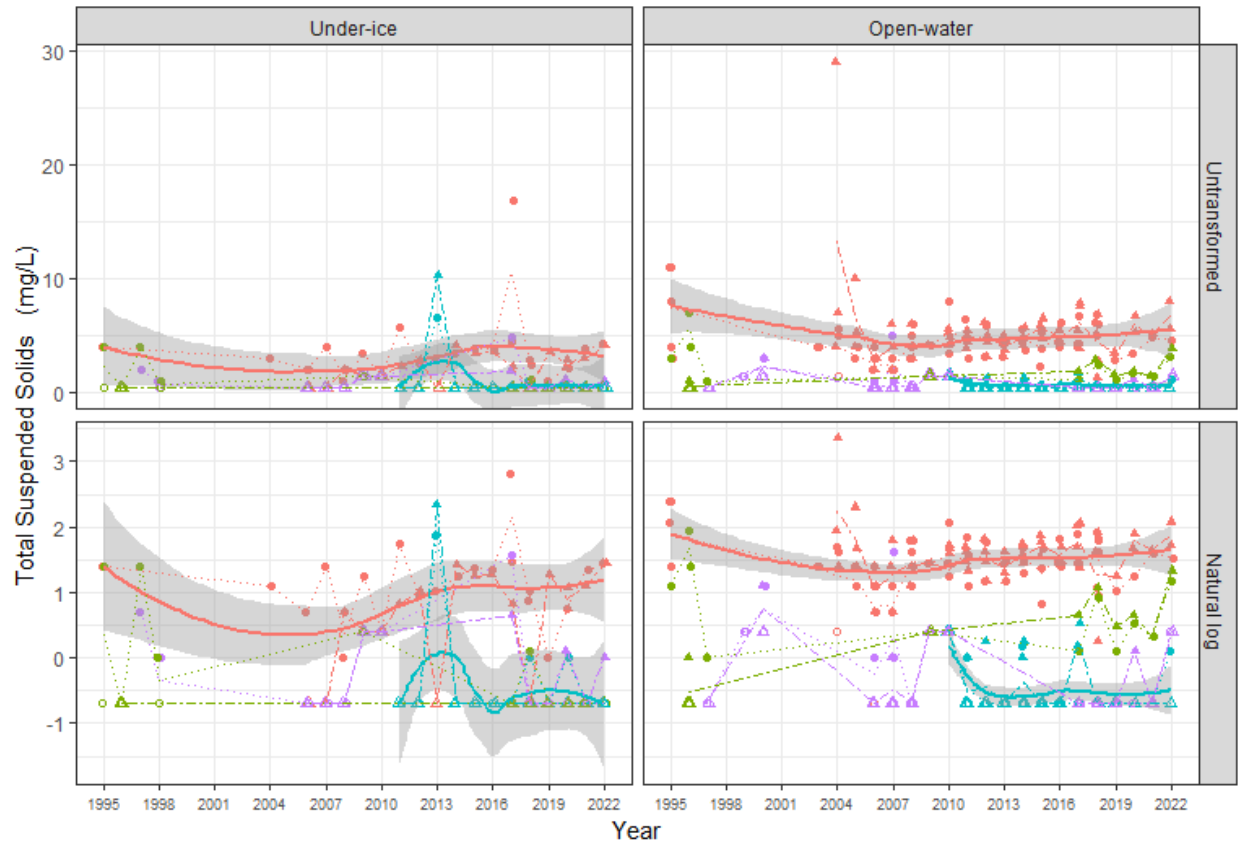 Under-ice Open-water
30
20
10
0
Untransformed
3
2
1
0
-1
Natural log
Total Suspended Solids (mg/L)
1995 1998 2001 2004 2007 2010 2013 2016 2019 2022 1995 1998 2001 2004 2007 2010 2013 2016 2019 2022
Year